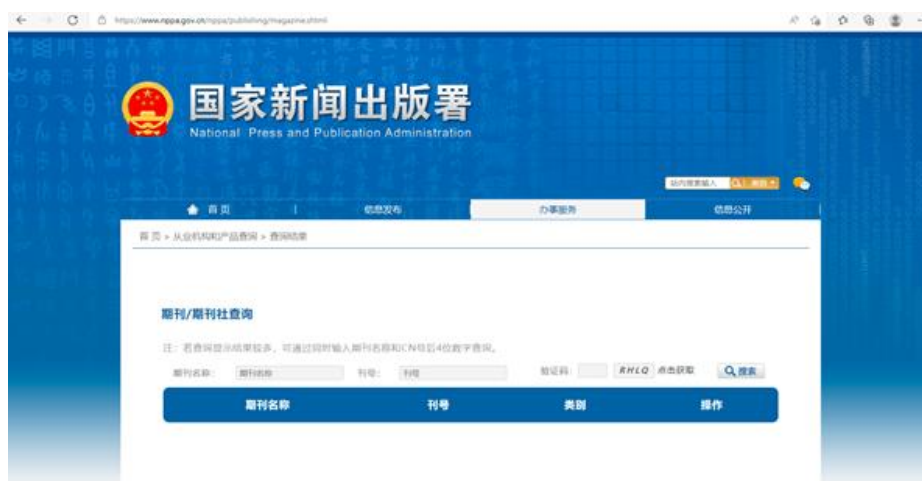 https://www.nppa.gov.cn/nppa/publishing/magazine.shtml
国家新闻出版署
National Press and Publication Administration
首页 信息发布 办事服务 信息公开
首页 > 从业机构和产品查询 > 查询结果
期刊/期刊社查询
注：若查询显示结果较多，可通过同时输入期刊名称和CN号后4位数字查询。
期刊名称： 期刊名称 刊号： 刊号 验证码： RHLQ 点击获取 搜索
期刊名称 刊号 类别 操作